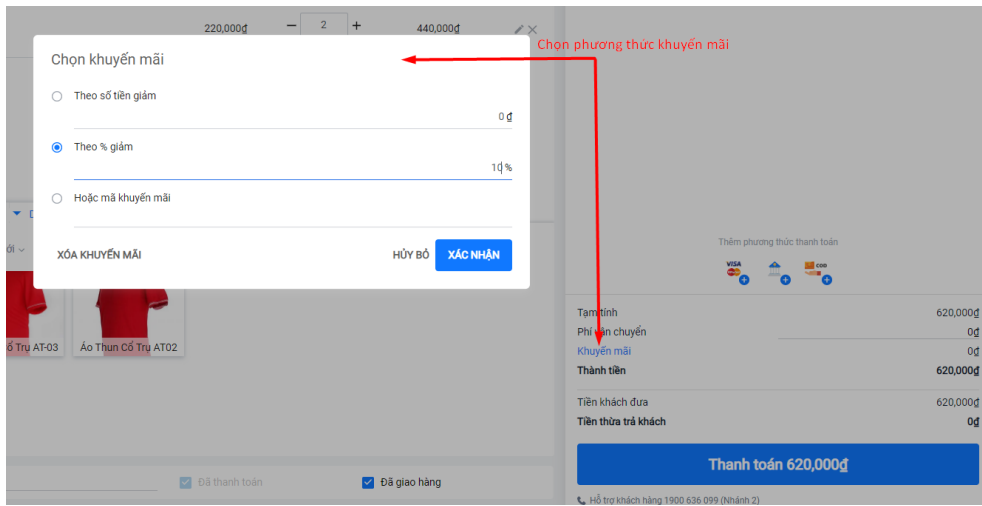 220,000₫ — 2 + 440,000₫
Chọn phương thức khuyến mãi
Chọn khuyến mãi
Theo số tiền giảm
0 ₫
Theo % giảm
10 %
Hoặc mã khuyến mãi
XÓA KHUYẾN MÃI HỦY BỎ XÁC NHẬN
ới
ổ Trụ AT-03 Áo Thun Cổ Trụ AT02
Đã thanh toán Đã giao hàng
Thêm phương thức thanh toán
VISA COD
Tạm tính 620,000₫
Phí vận chuyển 0₫
Khuyến mãi 0₫
Thành tiền 620,000₫
Tiền khách đưa 620,000₫
Tiền thừa trả khách 0₫
Thanh toán 620,000₫
Hỗ trợ khách hàng 1900 636 099 (Nhánh 2)